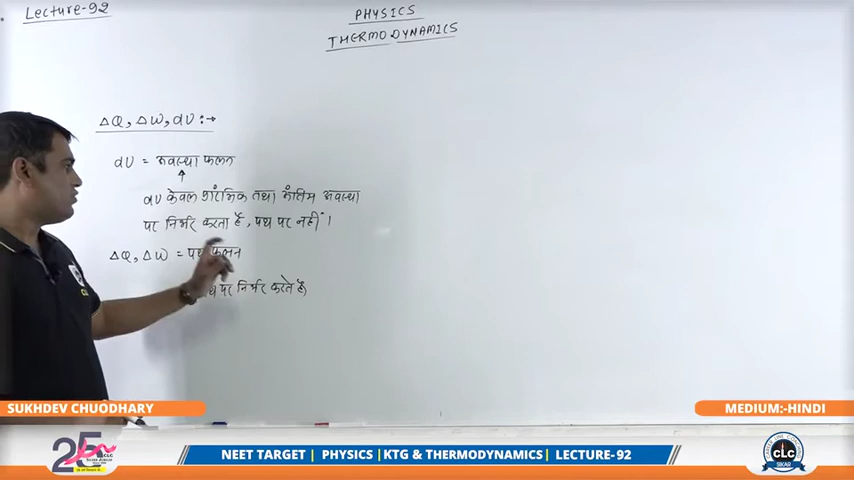 Lecture-92
PHYSICS
THERMODYNAMICS
ΔQ, ΔW, dU :→
dU = अवस्था फलन
↑
dU केवल प्रारंभिक तथा अंतिम अवस्था
पर निर्भर करता है, पथ पर नहीं।
ΔQ, ΔW = पथ फलन
पर निर्भर करते हैं
SUKHDEV CHUODHARY
MEDIUM:-HINDI
25
CLC
NEET TARGET | PHYSICS | KTG & THERMODYNAMICS | LECTURE-92
CLC
SIKAR